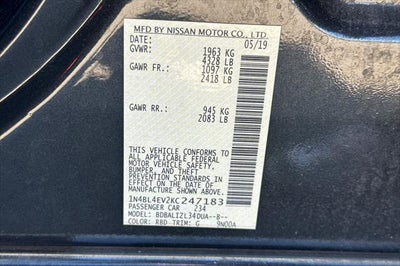 MFD BY NISSAN MOTOR CO., LTD.
DATE: 05/19
GVWR: 1963 KG
4328 LB
GAWR FR.: 1097 KG
2418 LB
GAWR RR.: 945 KG
2083 LB
THIS VEHICLE CONFORMS TO ALL
APPLICABLE FEDERAL MOTOR
VEHICLE SAFETY, BUMPER, AND THEFT
PREVENTION STANDARDS IN EFFECT
ON THE DATE OF MANUFACTURE
SHOWN ABOVE.
1N4BL4EV2KC247183
PASSENGER CAR 234
MODEL: BDBALIZL34DUA--B--
COLOR: RBD TRIM: G 9N00A